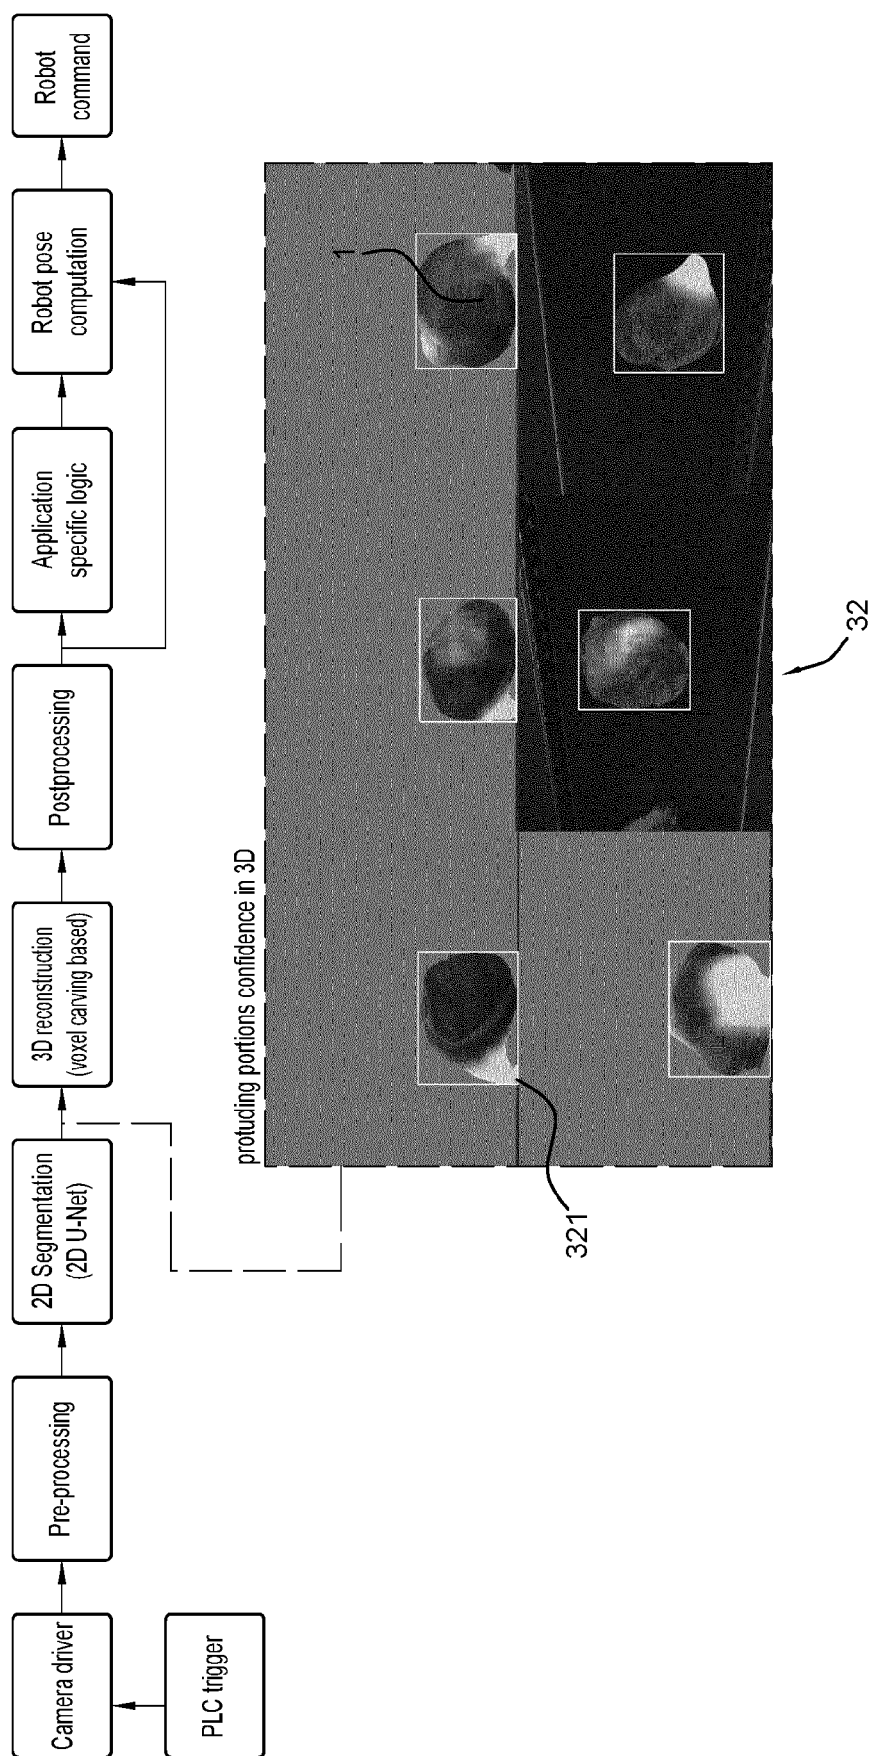 PLC trigger
Camera driver
Pre-processing
2D Segmentation
(2D U-Net)
3D reconstruction
(voxel carving based)
Postprocessing
Application
specific logic
Robot pose
computation
Robot
command
protuding portions confidence in 3D
1
321
32